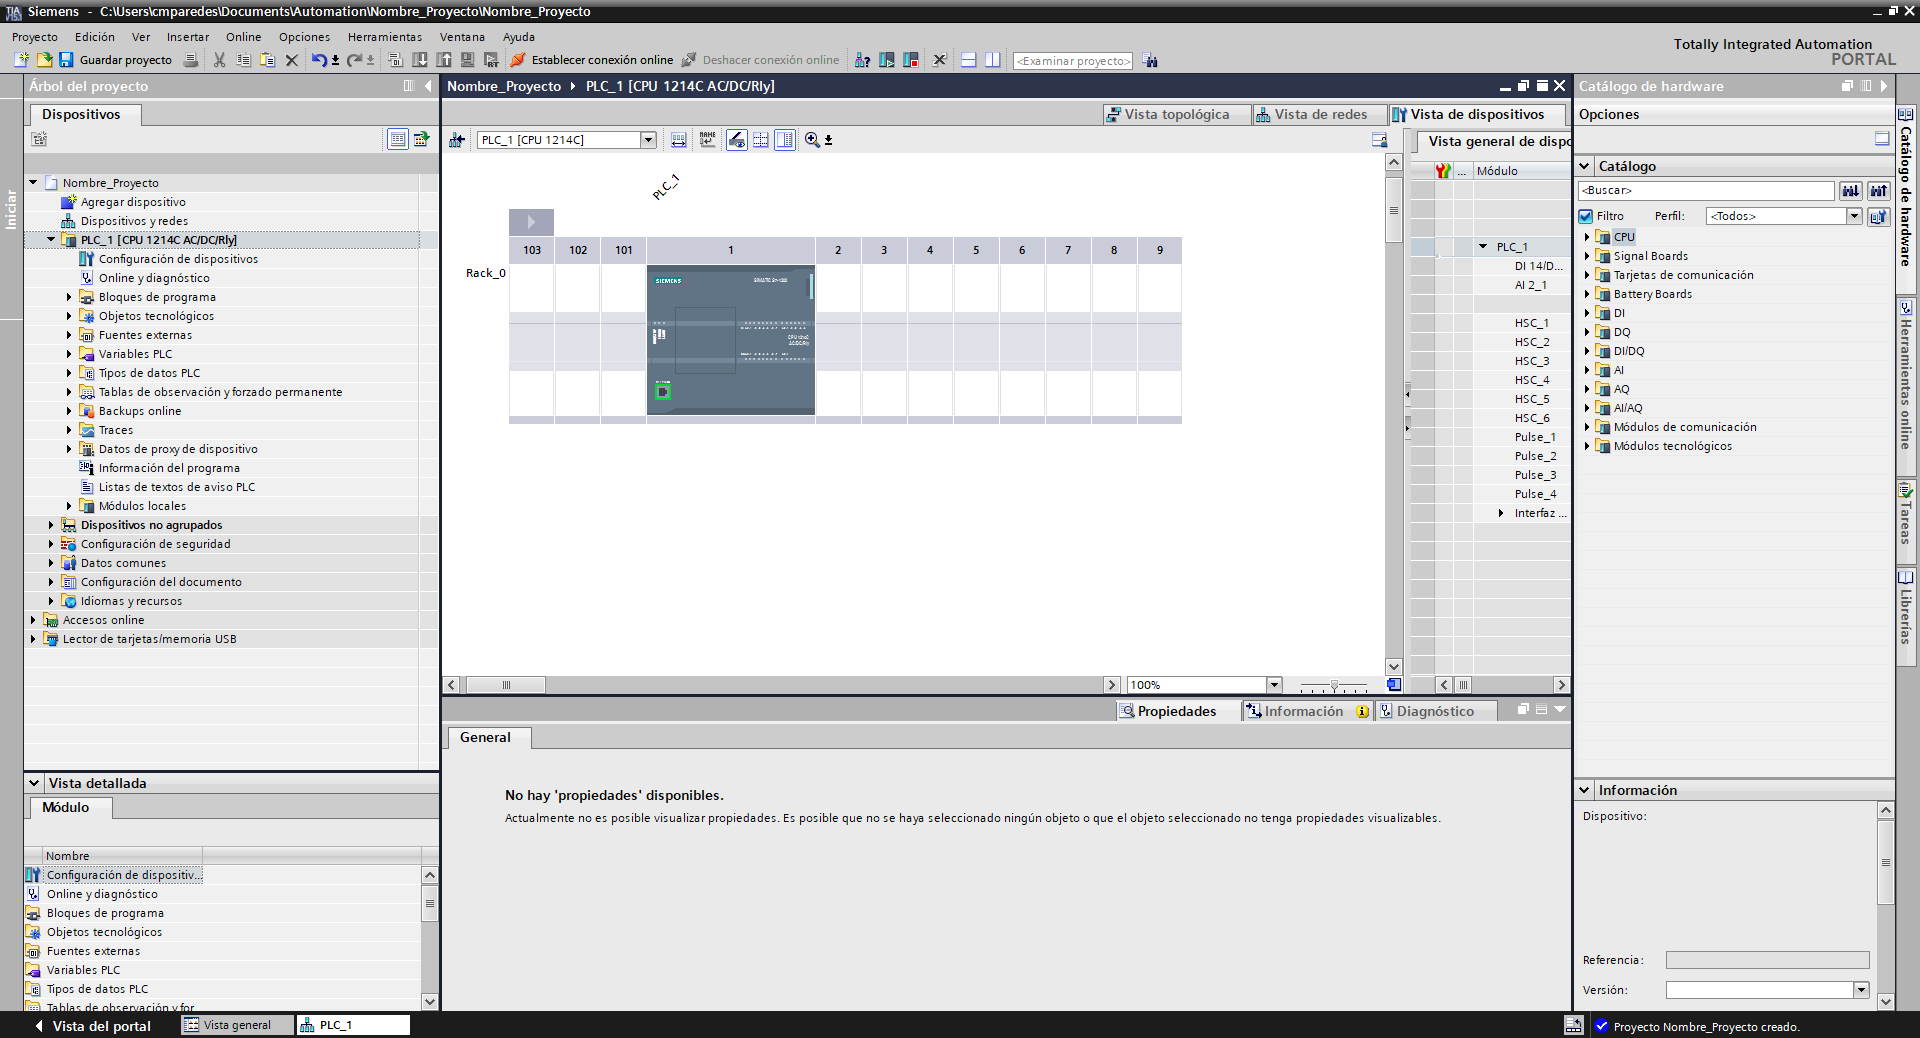 Siemens - C:\Users\cmparedes\Documents\Automation\Nombre_Proyecto\Nombre_Proyecto
Proyecto Edición Ver Insertar Online Opciones Herramientas Ventana Ayuda
Totally Integrated Automation
PORTAL
Guardar proyecto Establecer conexión online Deshacer conexión online <Examinar proyecto>
Iniciar
Árbol del proyecto
Dispositivos
Nombre_Proyecto
Agregar dispositivo
Dispositivos y redes
PLC_1 [CPU 1214C AC/DC/Rly]
Configuración de dispositivos
Online y diagnóstico
Bloques de programa
Objetos tecnológicos
Fuentes externas
Variables PLC
Tipos de datos PLC
Tablas de observación y forzado permanente
Backups online
Traces
Datos de proxy de dispositivo
Información del programa
Listas de textos de aviso PLC
Módulos locales
Dispositivos no agrupados
Configuración de seguridad
Datos comunes
Configuración del documento
Idiomas y recursos
Accesos online
Lector de tarjetas/memoria USB
Vista detallada
Módulo
Nombre
Configuración de dispositiv...
Online y diagnóstico
Bloques de programa
Objetos tecnológicos
Fuentes externas
Variables PLC
Tipos de datos PLC
Tablas de observación y for
Nombre_Proyecto PLC_1 [CPU 1214C AC/DC/Rly]
Vista topológica Vista de redes Vista de dispositivos
PLC_1 [CPU 1214C]
PLC_1
103 102 101 1 2 3 4 5 6 7 8 9
Rack_0
SIEMENS SIMATIC S7-1200
CPU 1214C
AC/DC/Rly
100%
Vista general de dispo
... Módulo
PLC_1
DI 14/D...
AI 2_1
HSC_1
HSC_2
HSC_3
HSC_4
HSC_5
HSC_6
Pulse_1
Pulse_2
Pulse_3
Pulse_4
Interfaz ...
Propiedades Información Diagnóstico
General
No hay 'propiedades' disponibles.
Actualmente no es posible visualizar propiedades. Es posible que no se haya seleccionado ningún objeto o que el objeto seleccionado no tenga propiedades visualizables.
Catálogo de hardware
Opciones
Catálogo
<Buscar>
Filtro Perfil: <Todos>
CPU
Signal Boards
Tarjetas de comunicación
Battery Boards
DI
DQ
DI/DQ
AI
AQ
AI/AQ
Módulos de comunicación
Módulos tecnológicos
Información
Dispositivo:
Referencia:
Versión:
Catálogo de hardware
Herramientas online
Tareas
Librerías
Vista del portal Vista general PLC_1 Proyecto Nombre_Proyecto creado.